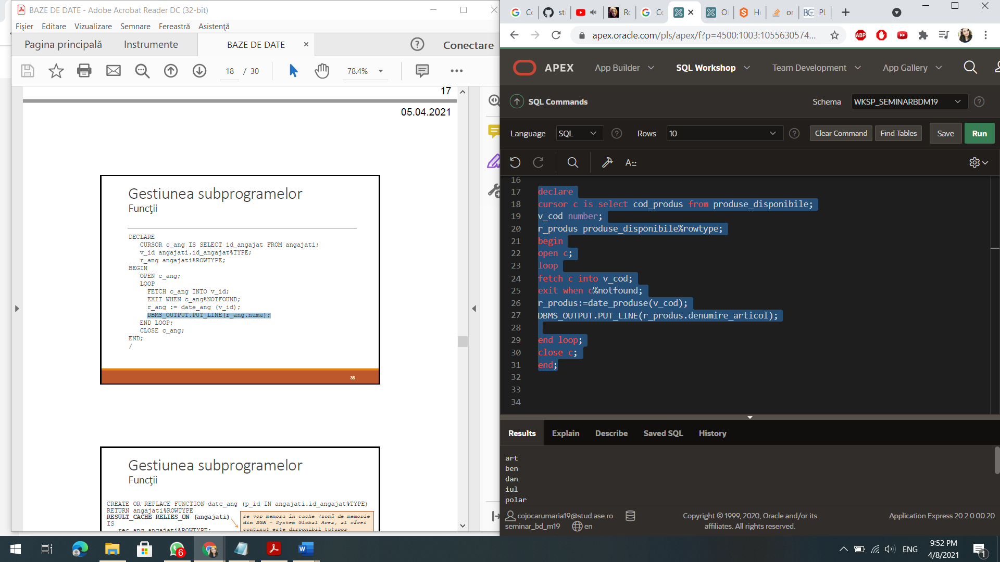 BAZE DE DATE - Adobe Acrobat Reader DC (32-bit)
Fişier Editare Vizualizare Semnare Fereastră Asistenţă
Pagina principală Instrumente BAZE DE DATE Conectare
18 / 30 78.4%
17
05.04.2021
Gestiunea subprogramelor
Funcţii
DECLARE
CURSOR c_ang IS SELECT id_angajat FROM angajati;
v_id angajati.id_angajat%TYPE;
r_ang angajati%ROWTYPE;
BEGIN
OPEN c_ang;
LOOP
FETCH c_ang INTO v_id;
EXIT WHEN c_ang%NOTFOUND;
r_ang := date_ang (v_id);
DBMS_OUTPUT.PUT_LINE(r_ang.nume);
END LOOP;
CLOSE c_ang;
END;
/
35
Gestiunea subprogramelor
Funcţii
CREATE OR REPLACE FUNCTION date_ang (p_id IN angajati.id_angajat%TYPE)
RETURN angajati%ROWTYPE
RESULT_CACHE RELIES_ON (angajati)
IS
rec_ang angajati%ROWTYPE;
se vor memora în cache (zonă de memorie
din SGA – System Global Area, al cărei
conţinut este disponibil tuturor
apex.oracle.com/pls/apex/f?p=4500:1003:1055630574...
ABP
APEX App Builder SQL Workshop Team Development App Gallery
SQL Commands Schema WKSP_SEMINARBDM19
Language SQL Rows 10 Clear Command Find Tables Save Run
16
17 declare
18 cursor c is select cod_produs from produse_disponibile;
19 v_cod number;
20 r_produs produse_disponibile%rowtype;
21 begin
22 open c;
23 loop
24 fetch c into v_cod;
25 exit when c%notfound;
26 r_produs:=date_produse(v_cod);
27 DBMS_OUTPUT.PUT_LINE(r_produs.denumire_articol);
28
29 end loop;
30 close c;
31 end;
32
33
34
Results Explain Describe Saved SQL History
art
ben
dan
iul
polar
cojocarumaria19@stud.ase.ro
seminar_bd_m19 en
Copyright © 1999, 2020, Oracle and/or its
affiliates. All rights reserved.
Application Express 20.2.0.00.20
6
ENG
9:52 PM
4/8/2021
1